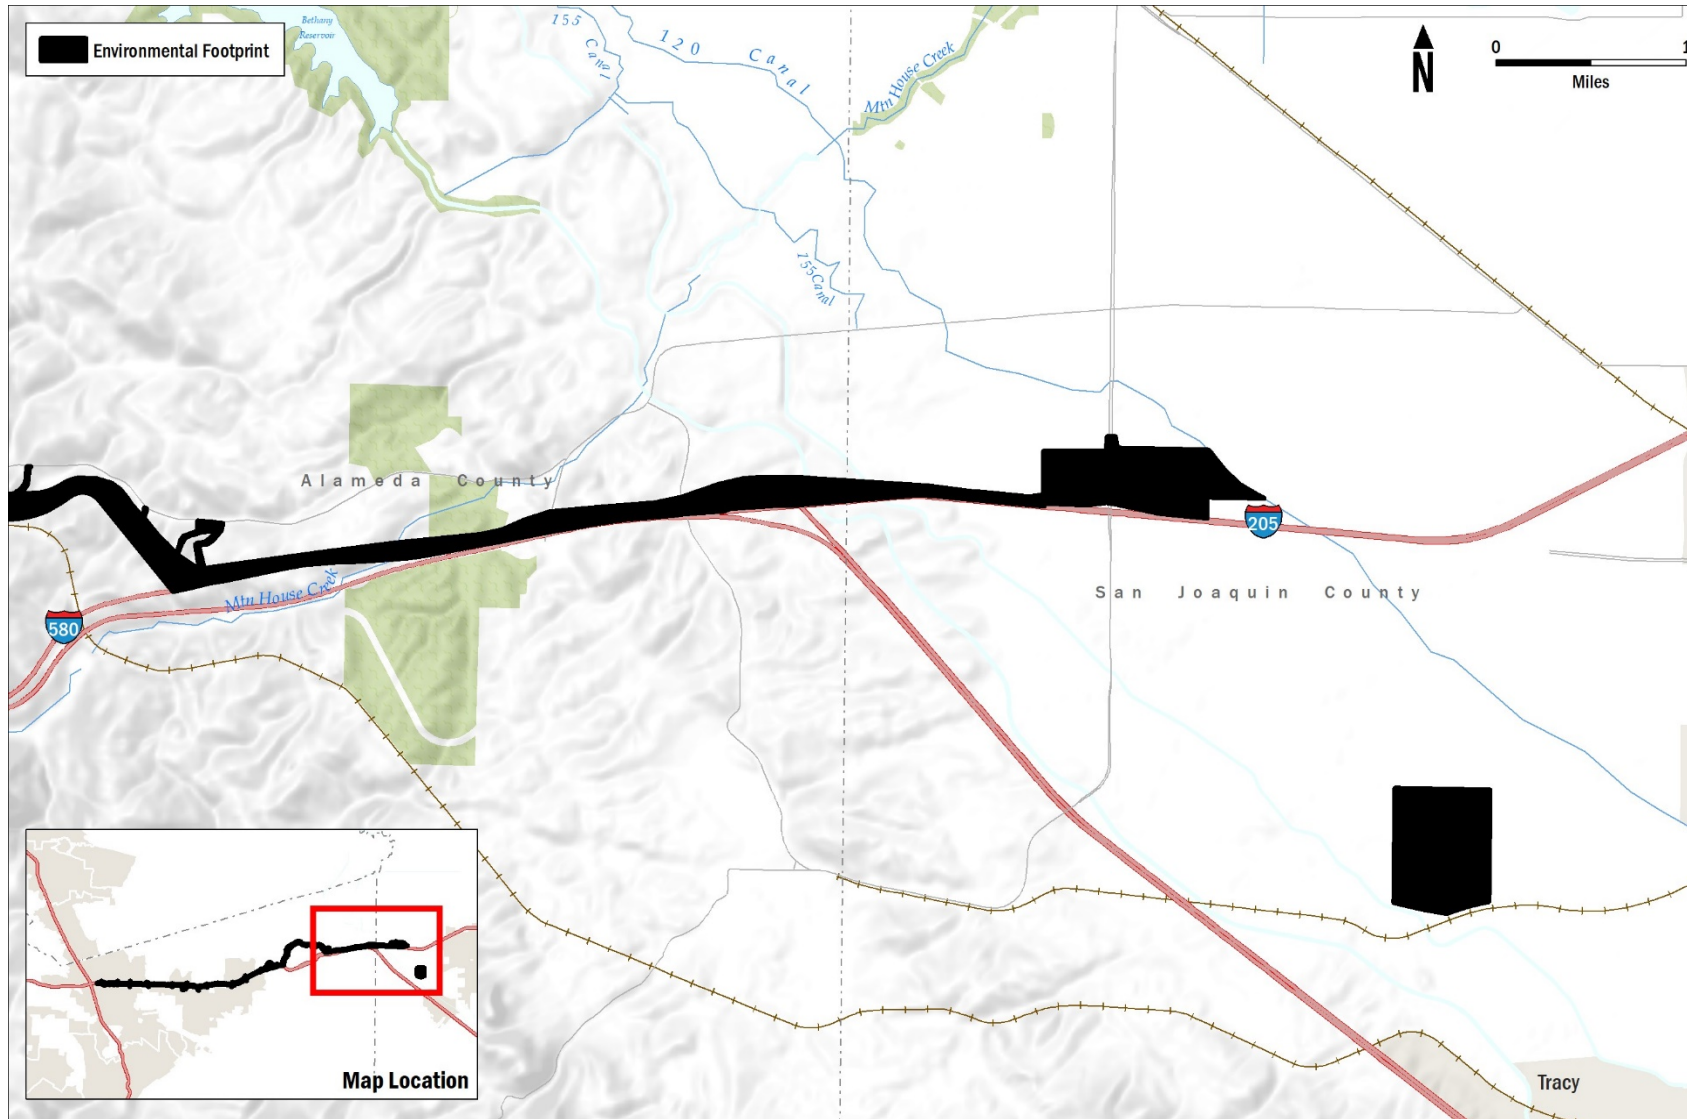 Environmental Footprint
Bethany
Reservoir
155
Canal
120 Canal
Mtn House Creek
N
0 1
Miles
155 Canal
Alameda County
205
San Joaquin County
Mtn House Creek
580
Map Location
Tracy